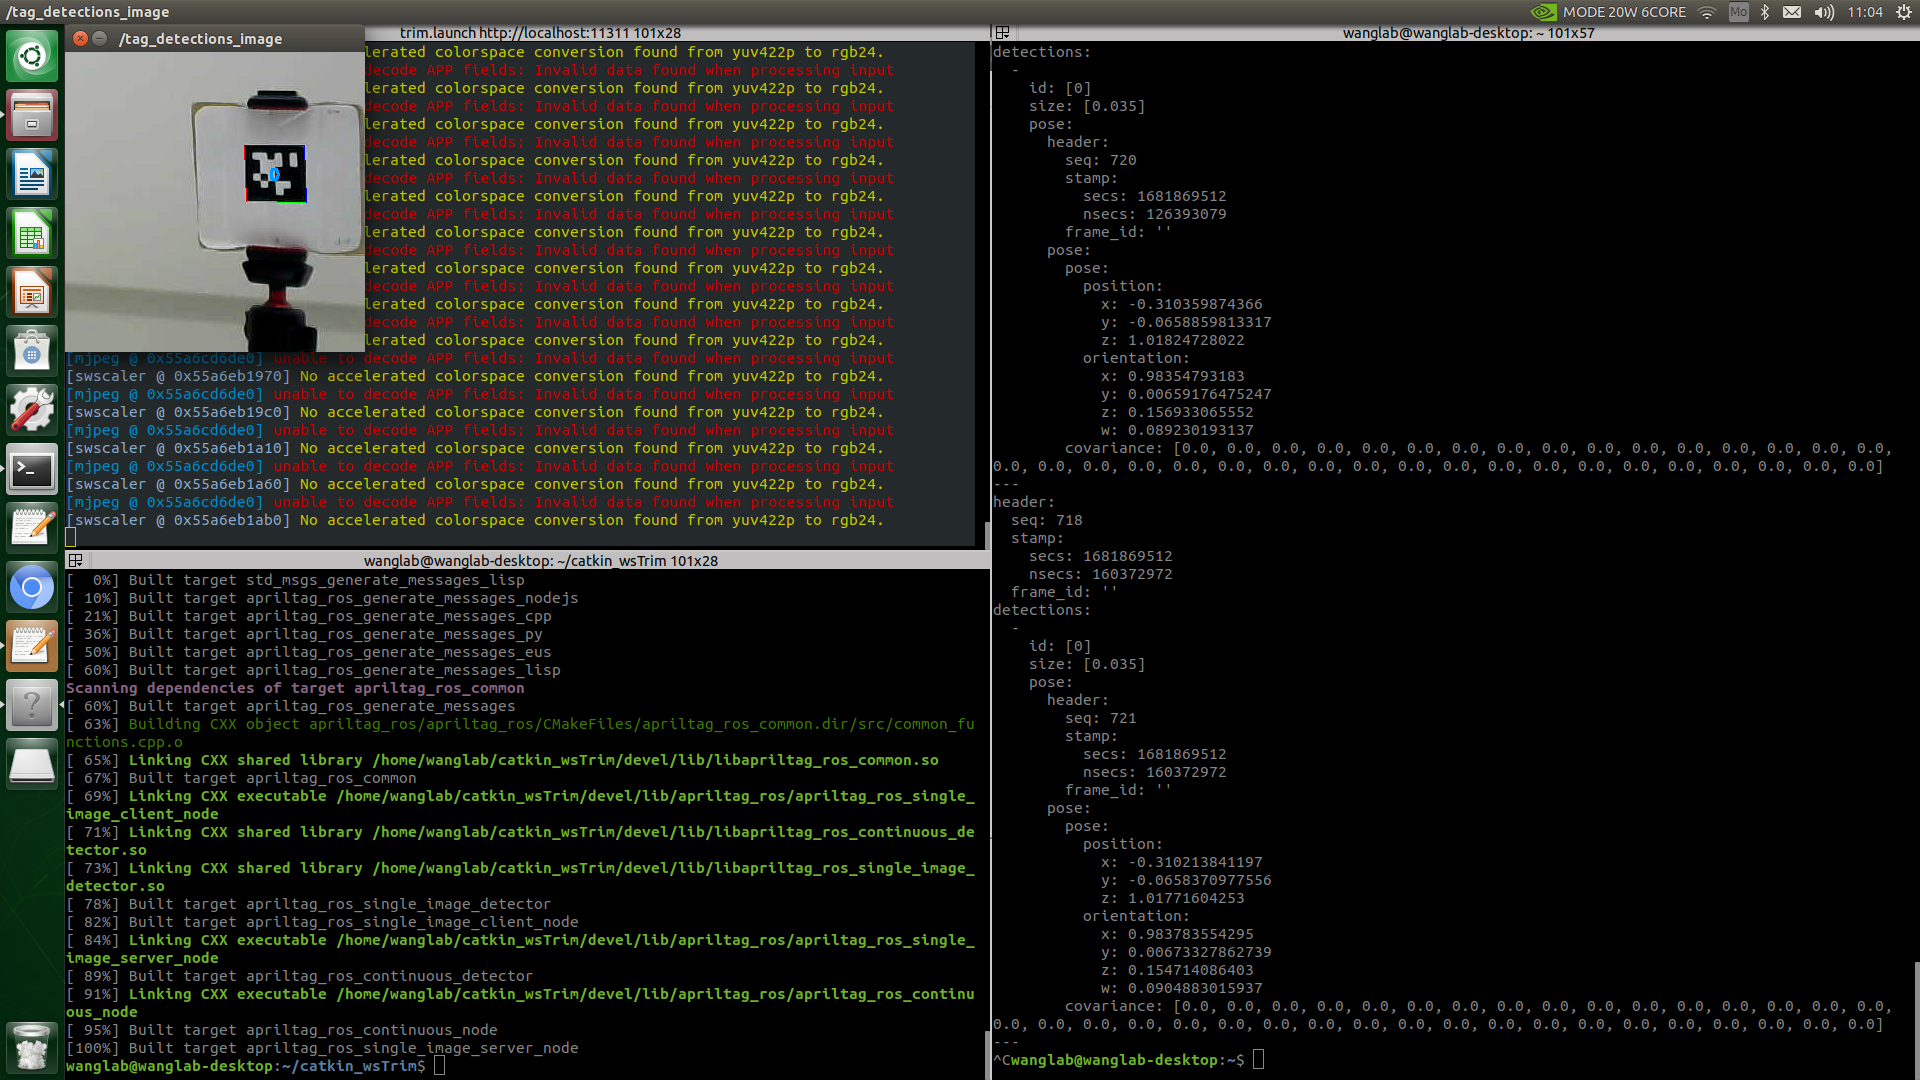 /tag_detections_image
MODE 20W 6CORE
Mo
11:04
/tag_detections_image
trim.launch http://localhost:11311 101x28
lerated colorspace conversion found from yuv422p to rgb24.
decode APP fields: Invalid data found when processing input
lerated colorspace conversion found from yuv422p to rgb24.
decode APP fields: Invalid data found when processing input
lerated colorspace conversion found from yuv422p to rgb24.
decode APP fields: Invalid data found when processing input
lerated colorspace conversion found from yuv422p to rgb24.
decode APP fields: Invalid data found when processing input
lerated colorspace conversion found from yuv422p to rgb24.
decode APP fields: Invalid data found when processing input
lerated colorspace conversion found from yuv422p to rgb24.
decode APP fields: Invalid data found when processing input
lerated colorspace conversion found from yuv422p to rgb24.
decode APP fields: Invalid data found when processing input
lerated colorspace conversion found from yuv422p to rgb24.
decode APP fields: Invalid data found when processing input
lerated colorspace conversion found from yuv422p to rgb24.
[mjpeg @ 0x55a6cd6de0] unable to decode APP fields: Invalid data found when processing input
[swscaler @ 0x55a6eb1970] No accelerated colorspace conversion found from yuv422p to rgb24.
[mjpeg @ 0x55a6cd6de0] unable to decode APP fields: Invalid data found when processing input
[swscaler @ 0x55a6eb19c0] No accelerated colorspace conversion found from yuv422p to rgb24.
[mjpeg @ 0x55a6cd6de0] unable to decode APP fields: Invalid data found when processing input
[swscaler @ 0x55a6eb1a10] No accelerated colorspace conversion found from yuv422p to rgb24.
[mjpeg @ 0x55a6cd6de0] unable to decode APP fields: Invalid data found when processing input
[swscaler @ 0x55a6eb1a60] No accelerated colorspace conversion found from yuv422p to rgb24.
[mjpeg @ 0x55a6cd6de0] unable to decode APP fields: Invalid data found when processing input
[swscaler @ 0x55a6eb1ab0] No accelerated colorspace conversion found from yuv422p to rgb24.
wanglab@wanglab-desktop: ~/catkin_wsTrim 101x28
[  0%] Built target std_msgs_generate_messages_lisp
[ 10%] Built target apriltag_ros_generate_messages_nodejs
[ 21%] Built target apriltag_ros_generate_messages_cpp
[ 36%] Built target apriltag_ros_generate_messages_py
[ 50%] Built target apriltag_ros_generate_messages_eus
[ 60%] Built target apriltag_ros_generate_messages_lisp
Scanning dependencies of target apriltag_ros_common
[ 60%] Built target apriltag_ros_generate_messages
[ 63%] Building CXX object apriltag_ros/apriltag_ros/CMakeFiles/apriltag_ros_common.dir/src/common_fu
nctions.cpp.o
[ 65%] Linking CXX shared library /home/wanglab/catkin_wsTrim/devel/lib/libapriltag_ros_common.so
[ 67%] Built target apriltag_ros_common
[ 69%] Linking CXX executable /home/wanglab/catkin_wsTrim/devel/lib/apriltag_ros/apriltag_ros_single_
image_client_node
[ 71%] Linking CXX shared library /home/wanglab/catkin_wsTrim/devel/lib/libapriltag_ros_continuous_de
tector.so
[ 73%] Linking CXX shared library /home/wanglab/catkin_wsTrim/devel/lib/libapriltag_ros_single_image_
detector.so
[ 78%] Built target apriltag_ros_single_image_detector
[ 82%] Built target apriltag_ros_single_image_client_node
[ 84%] Linking CXX executable /home/wanglab/catkin_wsTrim/devel/lib/apriltag_ros/apriltag_ros_single_
image_server_node
[ 89%] Built target apriltag_ros_continuous_detector
[ 91%] Linking CXX executable /home/wanglab/catkin_wsTrim/devel/lib/apriltag_ros/apriltag_ros_continu
ous_node
[ 95%] Built target apriltag_ros_continuous_node
[100%] Built target apriltag_ros_single_image_server_node
wanglab@wanglab-desktop:~/catkin_wsTrim$
wanglab@wanglab-desktop: ~ 101x57
detections:
-
id: [0]
size: [0.035]
pose:
header:
seq: 720
stamp:
secs: 1681869512
nsecs: 126393079
frame_id: ''
pose:
pose:
position:
x: -0.310359874366
y: -0.0658859813317
z: 1.01824728022
orientation:
x: 0.98354793183
y: 0.00659176475247
z: 0.156933065552
w: 0.089230193137
covariance: [0.0, 0.0, 0.0, 0.0, 0.0, 0.0, 0.0, 0.0, 0.0, 0.0, 0.0, 0.0, 0.0, 0.0, 0.0, 0.0,
0.0, 0.0, 0.0, 0.0, 0.0, 0.0, 0.0, 0.0, 0.0, 0.0, 0.0, 0.0, 0.0, 0.0, 0.0, 0.0, 0.0, 0.0, 0.0, 0.0]
---
header:
seq: 718
stamp:
secs: 1681869512
nsecs: 160372972
frame_id: ''
detections:
-
id: [0]
size: [0.035]
pose:
header:
seq: 721
stamp:
secs: 1681869512
nsecs: 160372972
frame_id: ''
pose:
pose:
position:
x: -0.310213841197
y: -0.0658370977556
z: 1.01771604253
orientation:
x: 0.983783554295
y: 0.00673327862739
z: 0.154714086403
w: 0.0904883015937
covariance: [0.0, 0.0, 0.0, 0.0, 0.0, 0.0, 0.0, 0.0, 0.0, 0.0, 0.0, 0.0, 0.0, 0.0, 0.0, 0.0,
0.0, 0.0, 0.0, 0.0, 0.0, 0.0, 0.0, 0.0, 0.0, 0.0, 0.0, 0.0, 0.0, 0.0, 0.0, 0.0, 0.0, 0.0, 0.0, 0.0]
---
^Cwanglab@wanglab-desktop:~$